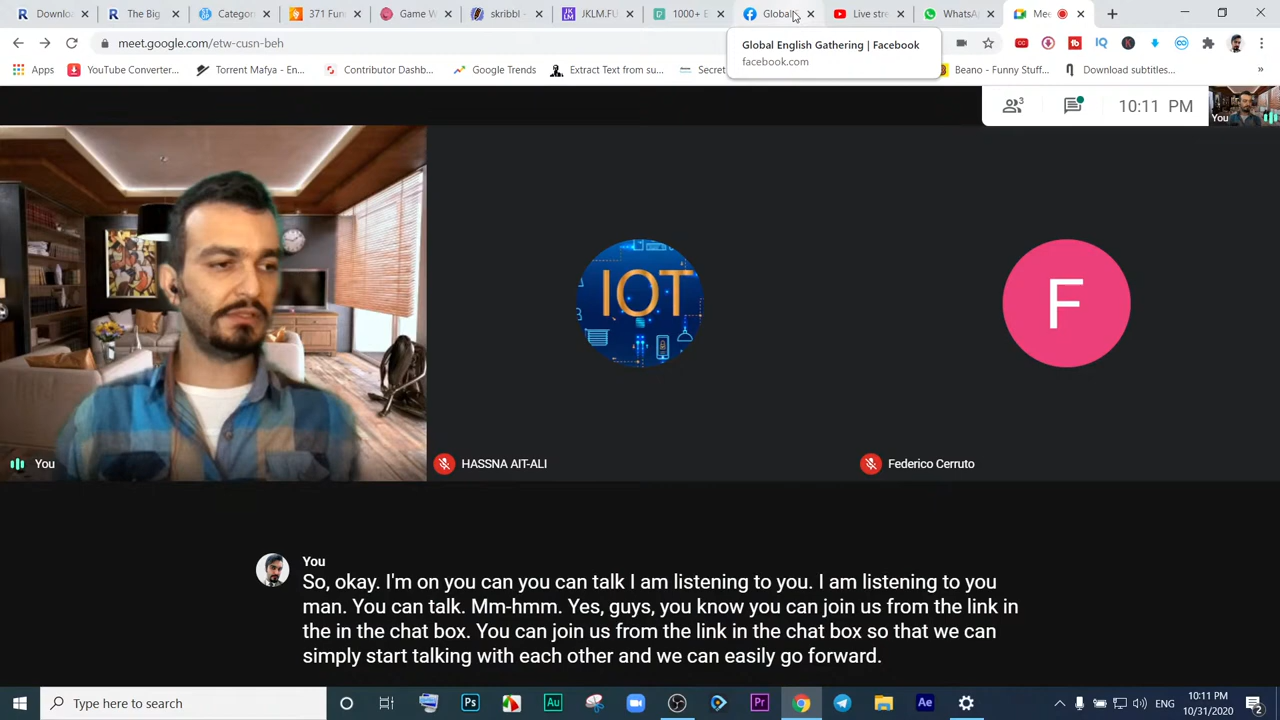 Downlo
The Big
Categori
371 Fun
Game W
skribbl -
JKLM.FU
1000+ E
Global
Live stre
WhatsA
Mee
meet.google.com/etw-cusn-beh
Global English Gathering | Facebook
facebook.com
Apps
YouTube Converter...
Torrent Mafya - En...
Contributor Dashb...
Google Trends
Extract Text from su...
Secret
Beano - Funny Stuff...
Download subtitles...
»
3
10:11 PM
You
IOT
F
You
HASSNA AIT-ALI
Federico Cerruto
You
So, okay. I'm on you can you can talk I am listening to you. I am listening to you
man. You can talk. Mm-hmm. Yes, guys, you know you can join us from the link in
the in the chat box. You can join us from the link in the chat box so that we can
simply start talking with each other and we can easily go forward.
Type here to search
Ps
Au
Pr
Ae
ENG
10:11 PM
10/31/2020
2